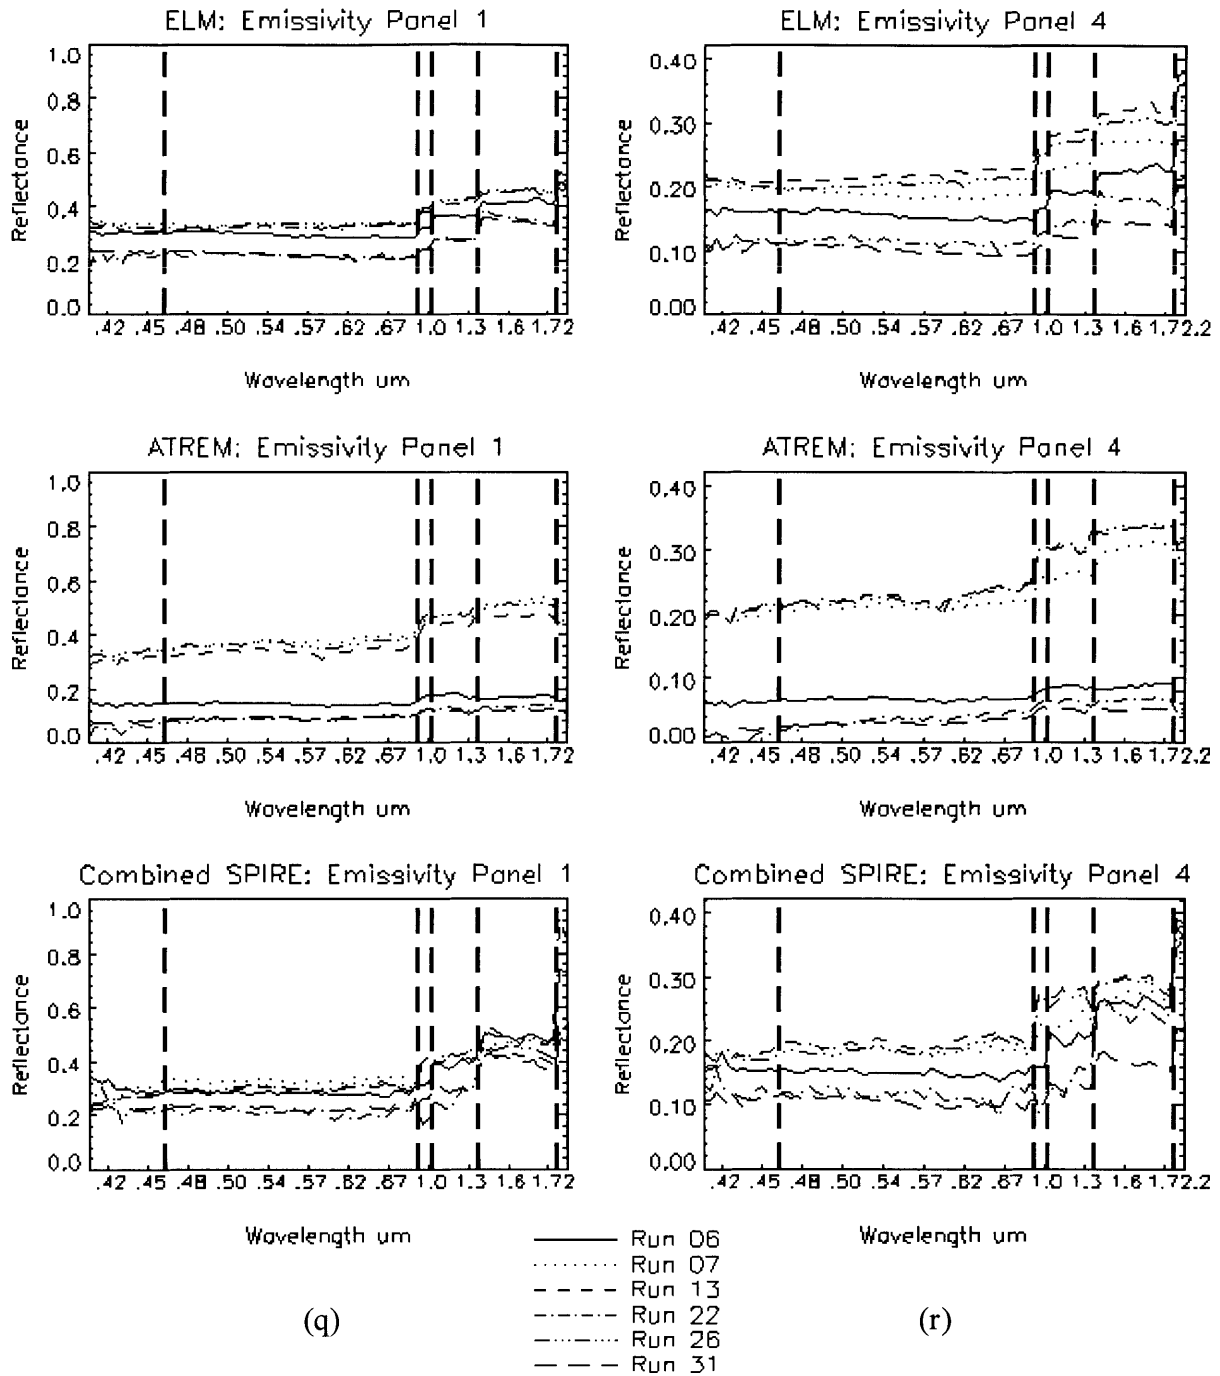 ELM: Emissivity Panel 1
ELM: Emissivity Panel 4
1.0
0.8
0.6
0.4
0.2
0.0
Reflectance
.42 .45 .48 .50 .54 .57 .62 .67 1.0 1.3 1.6 1.72
Wavelength um
0.40
0.30
0.20
0.10
0.00
Reflectance
.42 .45 .48 .50 .54 .57 .62 .67 1.0 1.3 1.6 1.72.2
Wavelength um
ATREM: Emissivity Panel 1
ATREM: Emissivity Panel 4
1.0
0.8
0.6
0.4
0.2
0.0
Reflectance
.42 .45 .48 .50 .54 .57 .62 .67 1.0 1.3 1.6 1.72
Wavelength um
0.40
0.30
0.20
0.10
0.00
Reflectance
.42 .45 .48 .50 .54 .57 .62 .67 1.0 1.3 1.6 1.72.2
Wavelength um
Combined SPIRE: Emissivity Panel 1
Combined SPIRE: Emissivity Panel 4
1.0
0.8
0.6
0.4
0.2
0.0
Reflectance
.42 .45 .48 .50 .54 .57 .62 .67 1.0 1.3 1.6 1.72
Wavelength um
0.40
0.30
0.20
0.10
0.00
Reflectance
.42 .45 .48 .50 .54 .57 .62 .67 1.0 1.3 1.6 1.72.2
Wavelength um
Run 06
Run 07
Run 13
Run 22
Run 26
Run 31
(q)
(r)